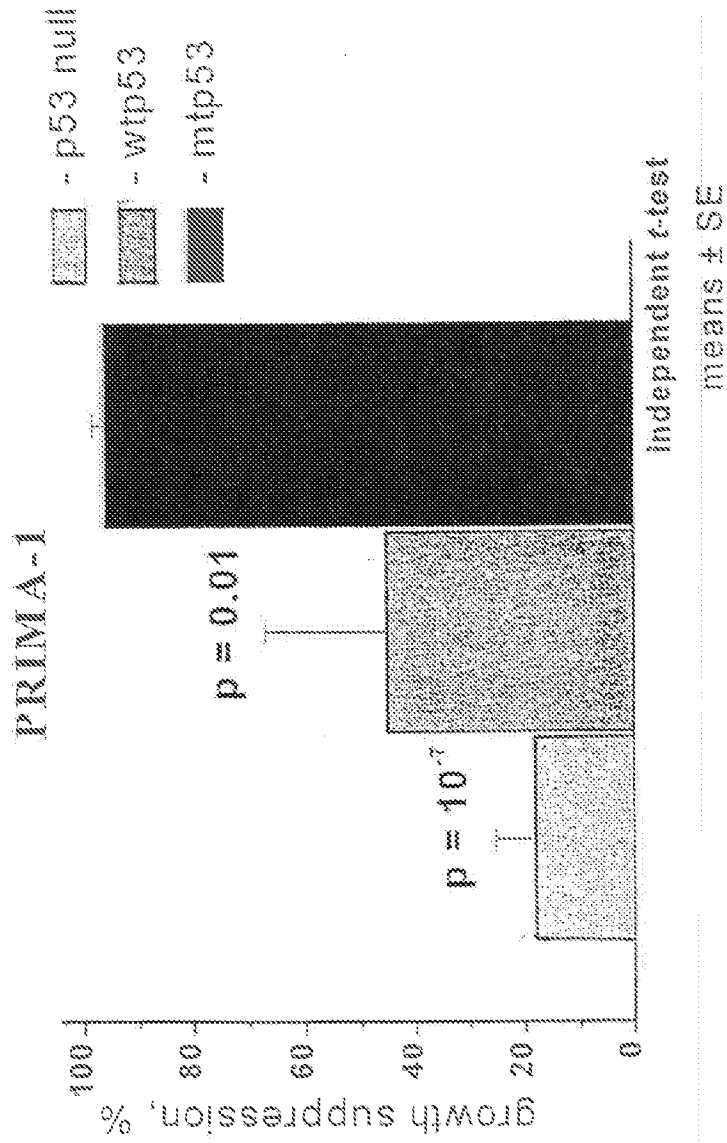 PRIMA-1
- p53 null
- wtp53
- mtp53
growth suppression, %
100
80
60
40
20
0
p = 10⁻⁷
p = 0.01
independent t-test
means ± SE